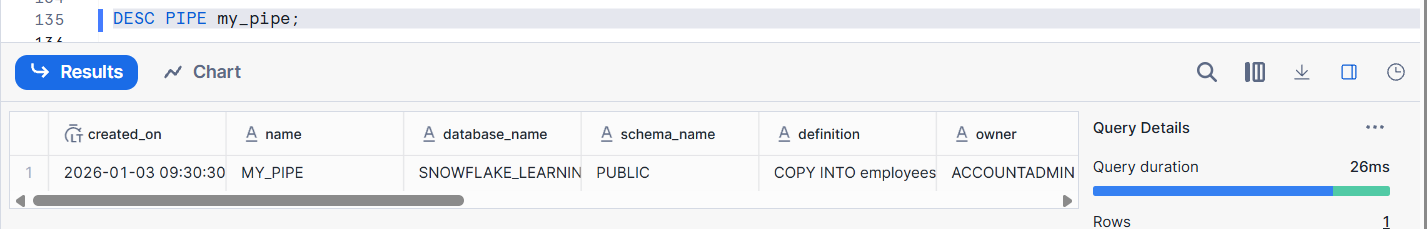 135 DESC PIPE my_pipe;
Results Chart
created_on name database_name schema_name definition owner
1 2026-01-03 09:30:30 MY_PIPE SNOWFLAKE_LEARNIN PUBLIC COPY INTO employees ACCOUNTADMIN
Query Details
Query duration 26ms
Rows 1